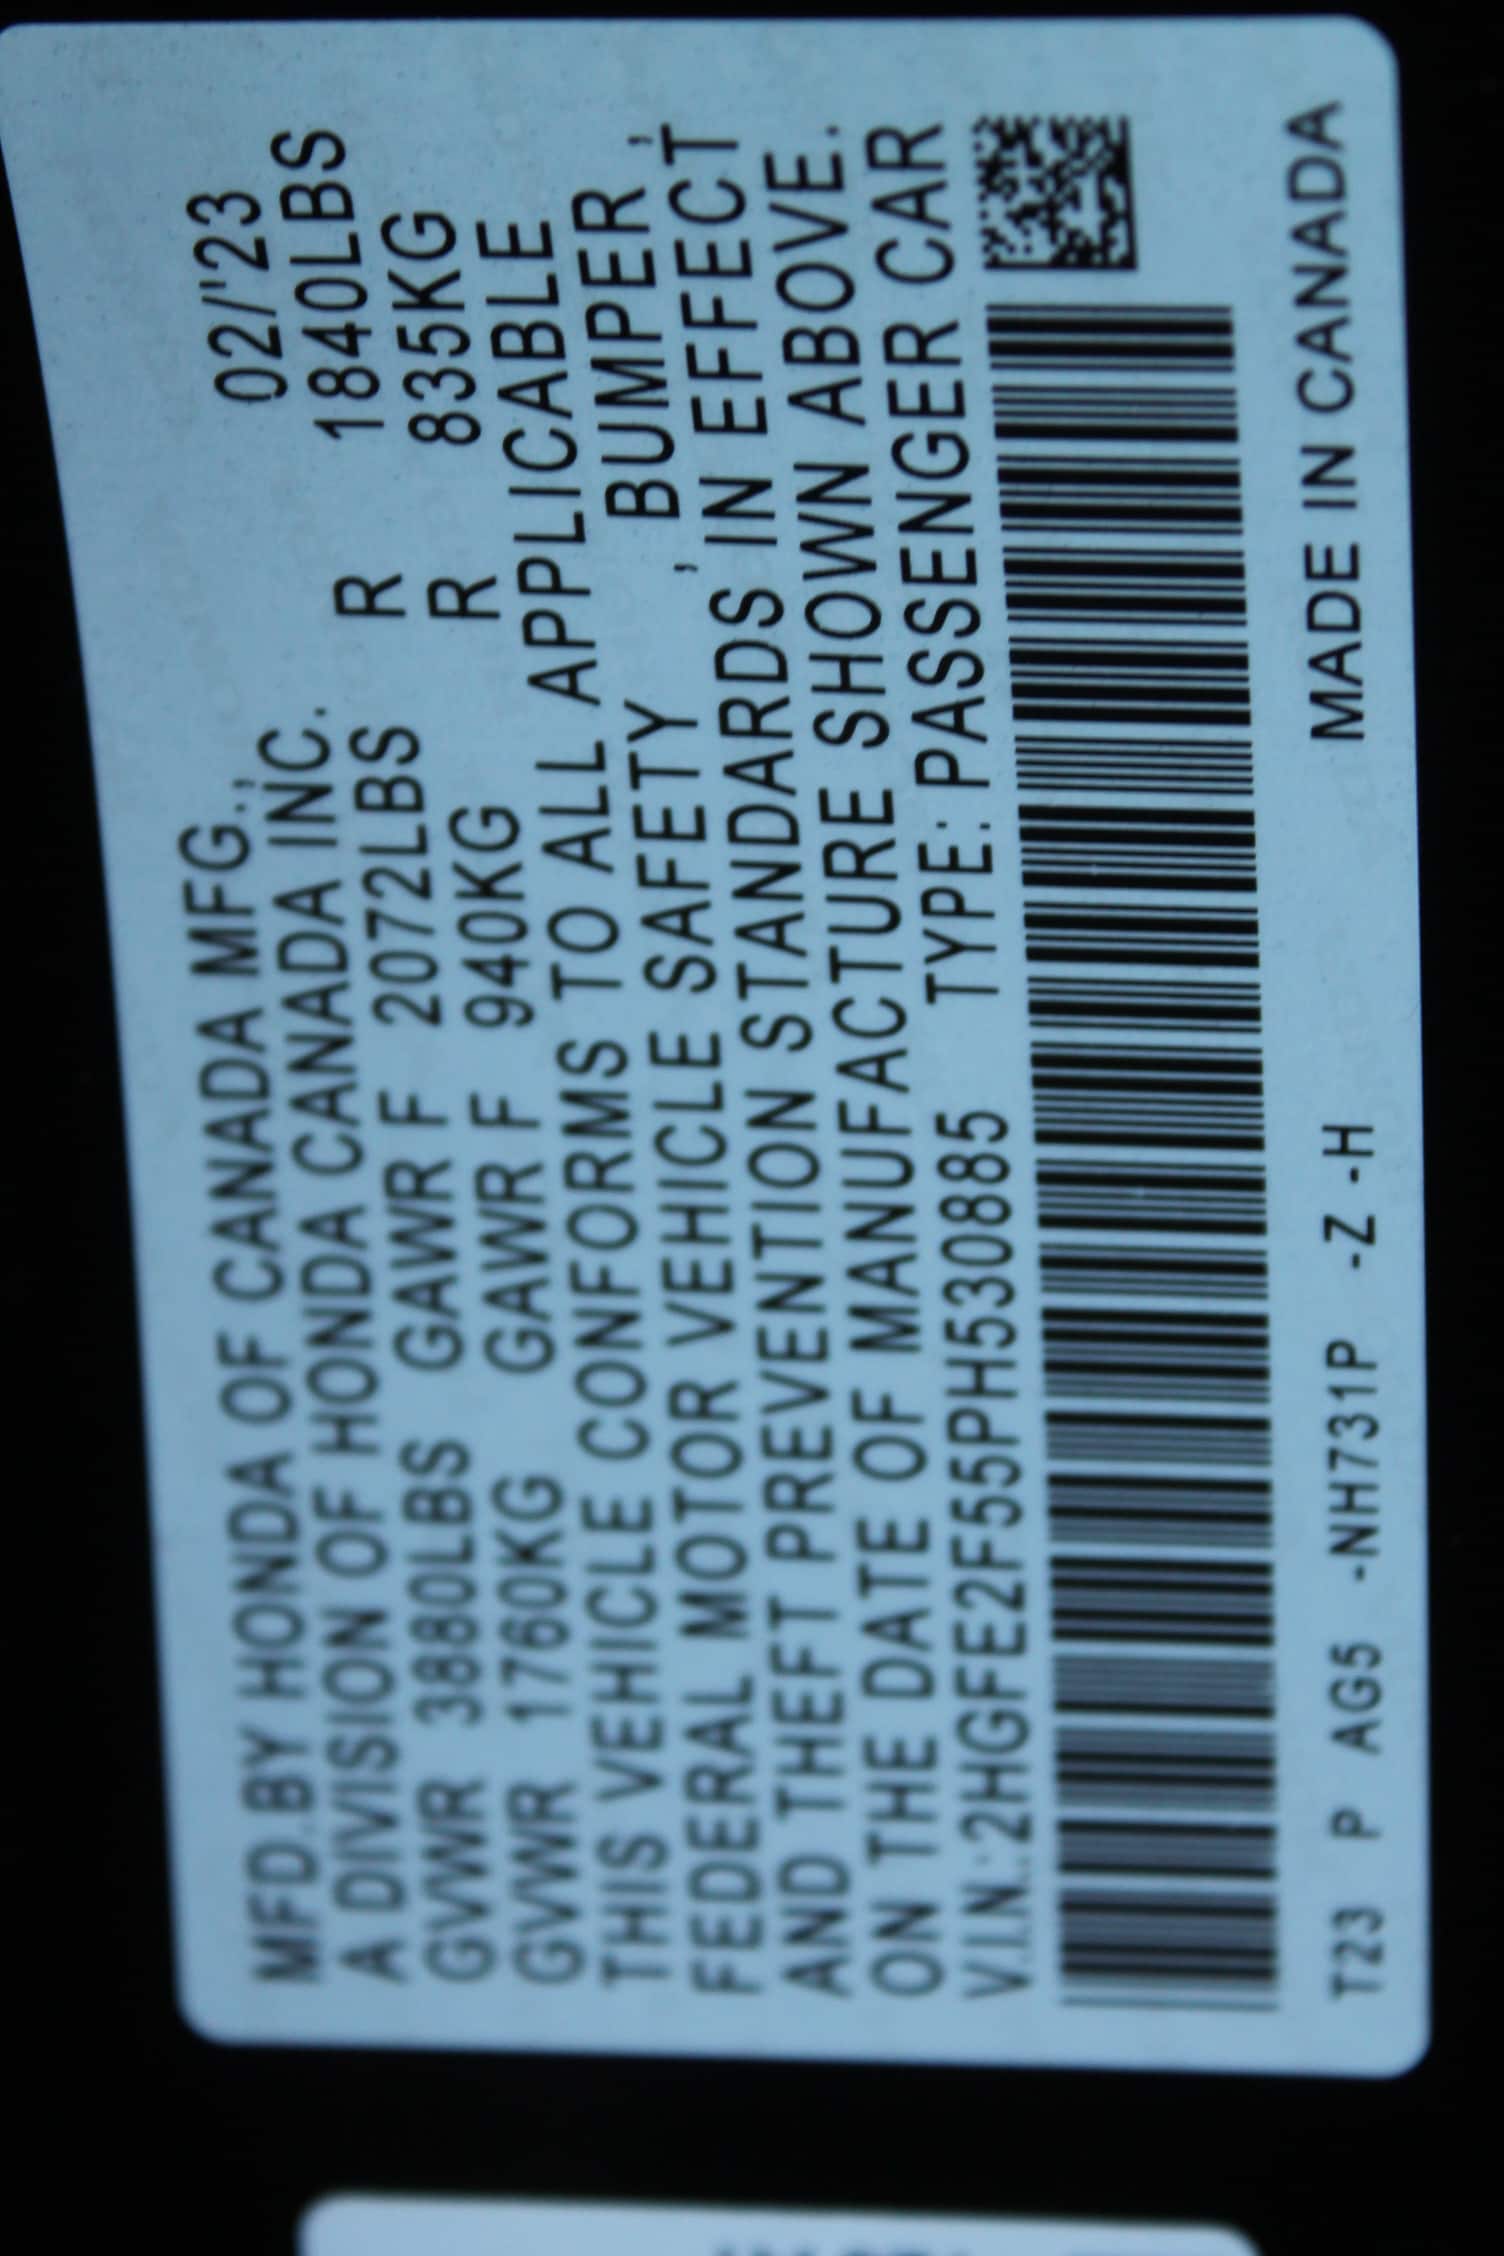 MFD.BY HONDA OF CANADA MFG.,
A DIVISION OF HONDA CANADA INC. 02/'23
GVWR 3880LBS GAWR F 2072LBS R 1840LBS
GVWR 1760KG GAWR F 940KG R 835KG
THIS VEHICLE CONFORMS TO ALL APPLICABLE
FEDERAL MOTOR VEHICLE SAFETY , BUMPER ,
AND THEFT PREVENTION STANDARDS IN EFFECT
ON THE DATE OF MANUFACTURE SHOWN ABOVE.
V.I.N.:2HGFE2F55PH530885 TYPE: PASSENGER CAR
T23 P AG5 -NH731P -Z -H MADE IN CANADA